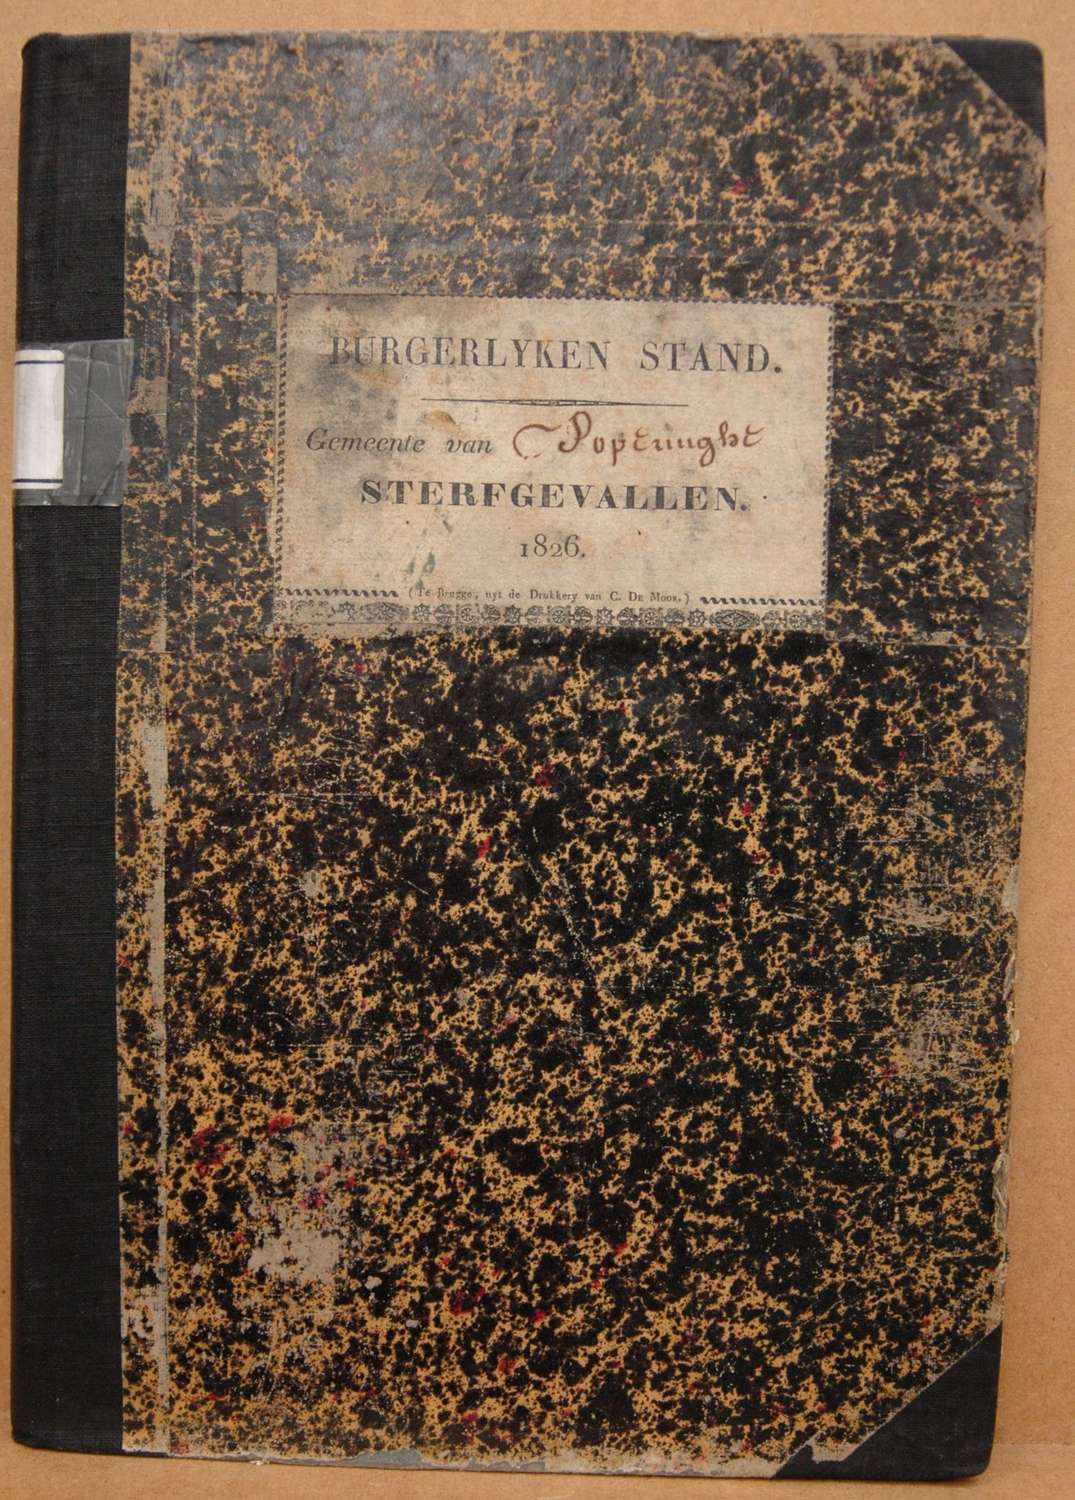 BURGERLYKEN STAND.
Gemeente van Poperinghe
STERFGEVALLEN.
1826.
(Te Brugge, uyt de Drukkery van C. De Moor.)